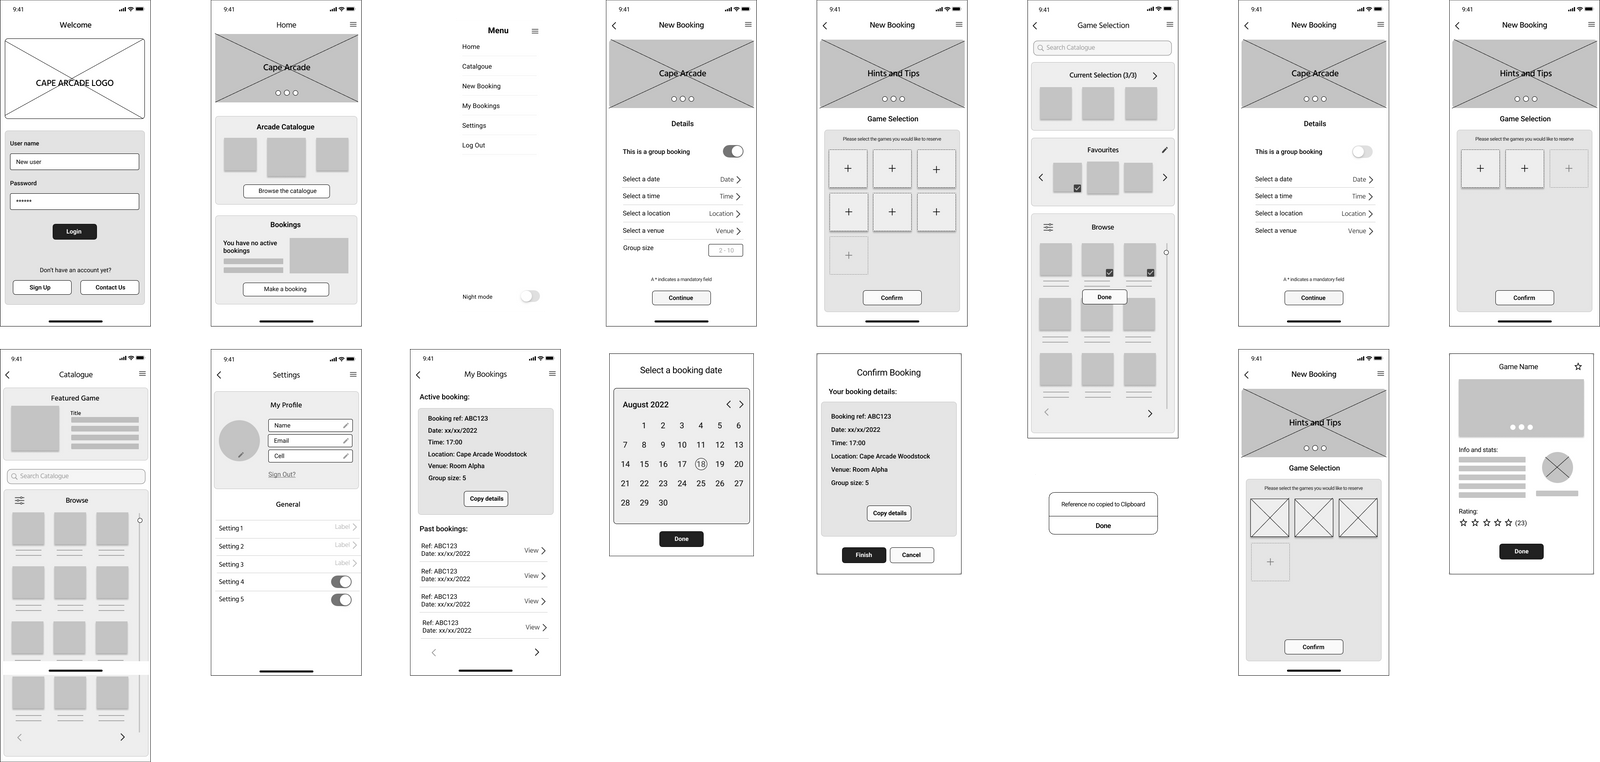 9:41
Welcome
CAPE ARCADE LOGO
User name
New user
Password
******
Login
Don't have an account yet?
Sign Up
Contact Us
9:41
Home
Cape Arcade
Arcade Catalogue
Browse the catalogue
Bookings
You have no active
bookings
Make a booking
Menu
Home
Catalgoue
New Booking
My Bookings
Settings
Log Out
Night mode
9:41
New Booking
Cape Arcade
Details
This is a group booking
Select a date
Date
Select a time
Time
Select a location
Location
Select a venue
Venue
Group size
2 - 10
A * indicates a mandatory field
Continue
9:41
New Booking
Hints and Tips
Game Selection
Please select the games you would like to reserve
Confirm
9:41
Game Selection
Search Catalogue
Current Selection (3/3)
Favourites
Browse
Done
9:41
New Booking
Cape Arcade
Details
This is a group booking
Select a date
Date
Select a time
Time
Select a location
Location
Select a venue
Venue
A * indicates a mandatory field
Continue
9:41
New Booking
Hints and Tips
Game Selection
Please select the games you would like to reserve
Confirm
9:41
Catalogue
Featured Game
Title
Search Catalogue
Browse
9:41
Settings
My Profile
Name
Email
Cell
Sign Out?
General
Setting 1
Label
Setting 2
Label
Setting 3
Label
Setting 4
Setting 5
9:41
My Bookings
Active booking:
Booking ref: ABC123
Date: xx/xx/2022
Time: 17:00
Location: Cape Arcade Woodstock
Venue: Room Alpha
Group size: 5
Copy details
Past bookings:
Ref: ABC123
Date: xx/xx/2022
View
Ref: ABC123
Date: xx/xx/2022
View
Ref: ABC123
Date: xx/xx/2022
View
Ref: ABC123
Date: xx/xx/2022
View
Select a booking date
August 2022
1 2 3 4 5 6
7 8 9 10 11 12 13
14 15 16 17 18 19 20
21 22 23 24 25 26 27
28 29 30
Done
Confirm Booking
Your booking details:
Booking ref: ABC123
Date: xx/xx/2022
Time: 17:00
Location: Cape Arcade Woodstock
Venue: Room Alpha
Group size: 5
Copy details
Finish
Cancel
Reference no copied to Clipboard
Done
9:41
New Booking
Hints and Tips
Game Selection
Please select the games you would like to reserve
Confirm
Game Name
Info and stats:
Rating:
(23)
Done